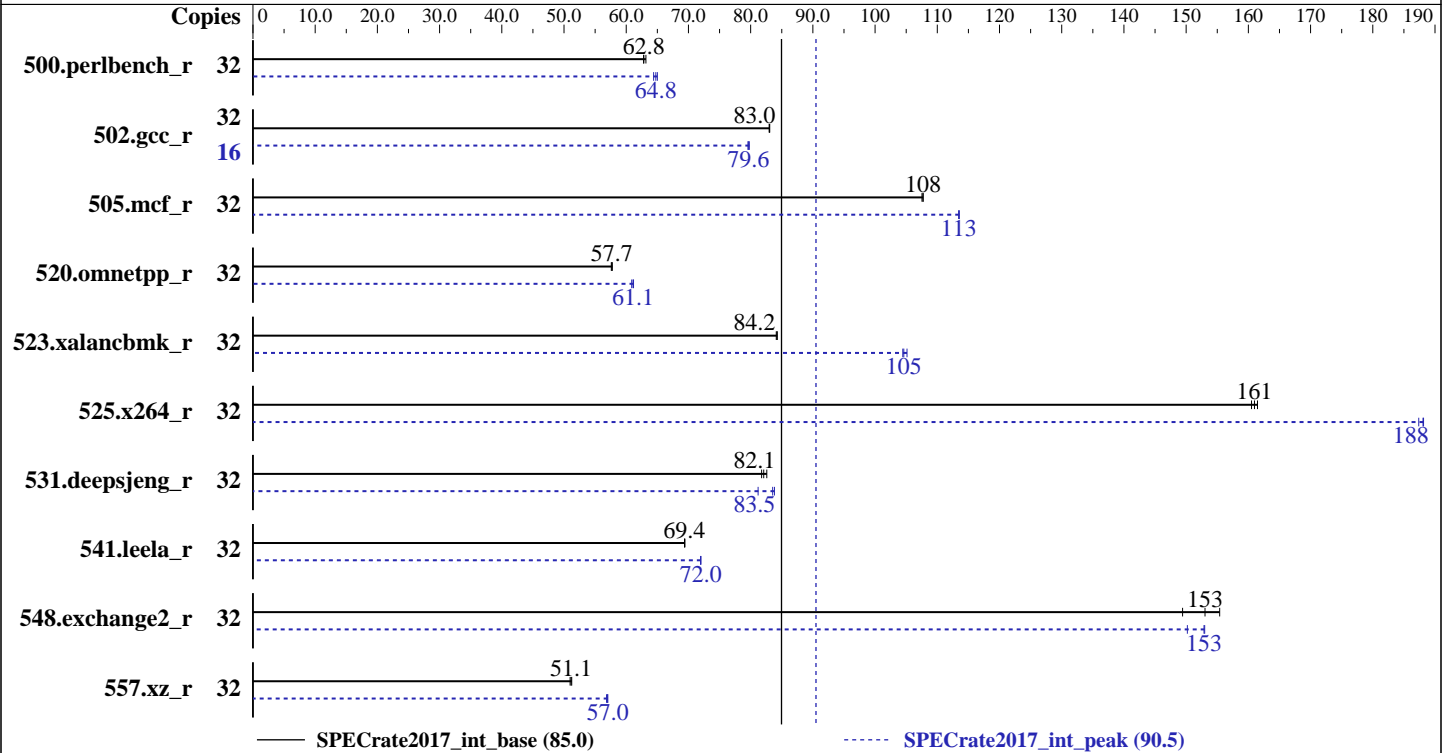 Copies 0 10.0 20.0 30.0 40.0 50.0 60.0 70.0 80.0 90.0 100 110 120 130 140 150 160 170 180 190
62.8
500.perlbench_r 32
64.8
32 83.0
502.gcc_r
16 79.6
108
505.mcf_r 32
113
57.7
520.omnetpp_r 32
61.1
84.2
523.xalancbmk_r 32
105
161
525.x264_r 32
188
82.1
531.deepsjeng_r 32
83.5
69.4
541.leela_r 32
72.0
153
548.exchange2_r 32
153
51.1
557.xz_r 32
57.0
SPECrate2017_int_base (85.0) SPECrate2017_int_peak (90.5)